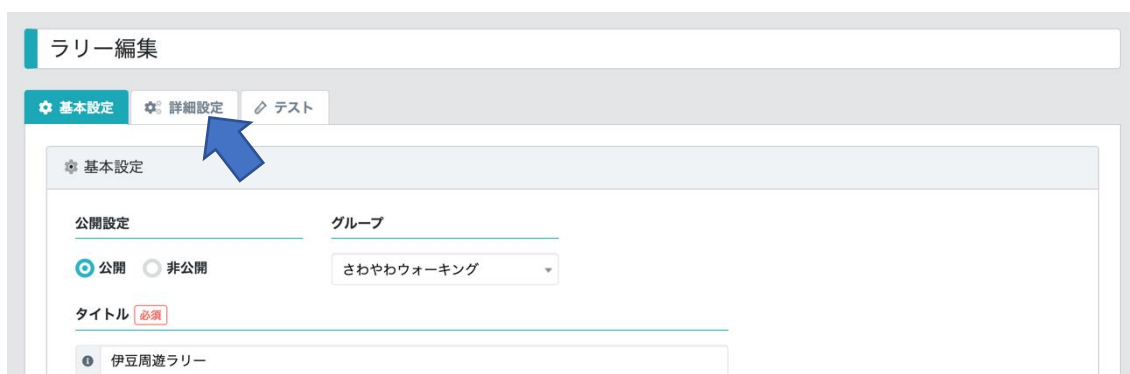 ラリー編集
基本設定 詳細設定 テスト
基本設定
公開設定 グループ
公開 非公開 さわやわウォーキング
タイトル 必須
伊豆周遊ラリー